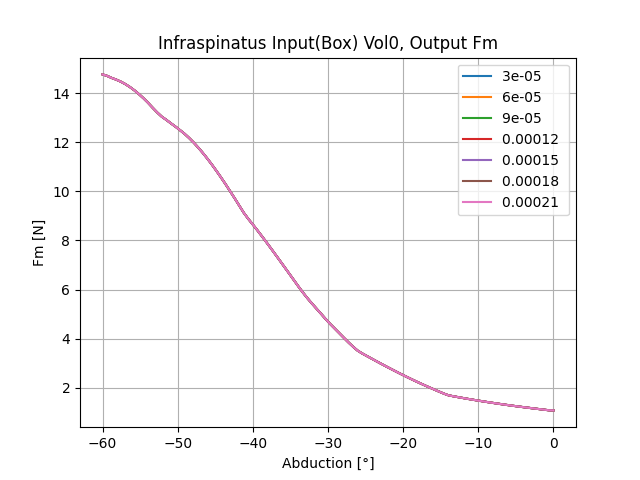 Infraspinatus Input(Box) Vol0, Output Fm
3e-05
6e-05
9e-05
0.00012
0.00015
0.00018
0.00021
14
12
10
8
6
4
2
Fm [N]
−60 −50 −40 −30 −20 −10 0
Abduction [°]